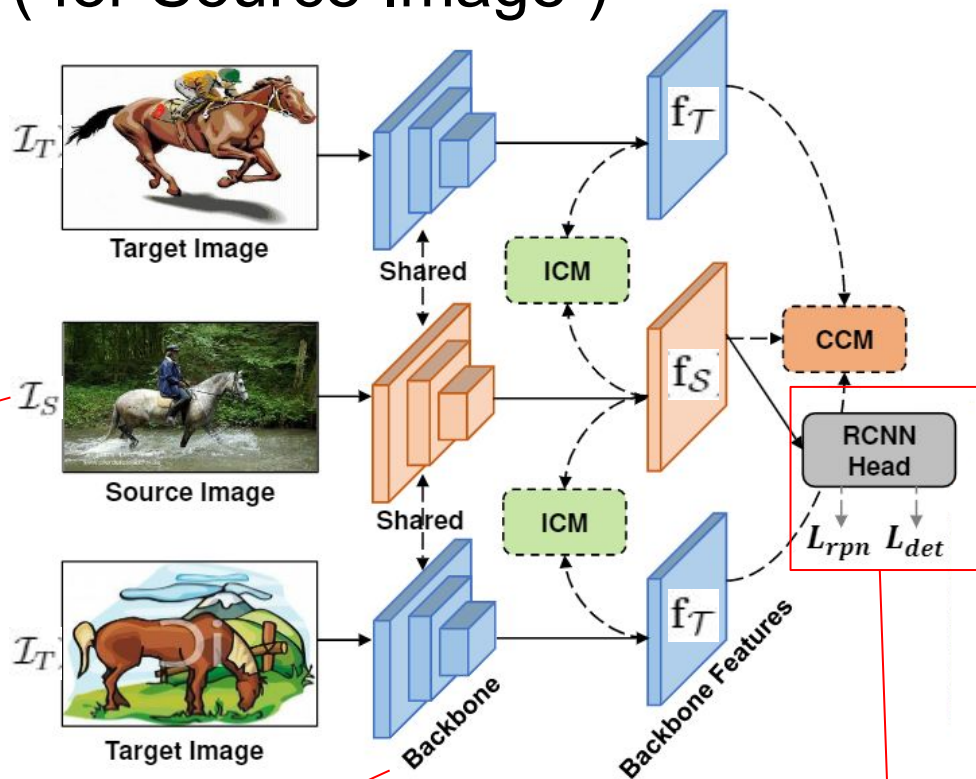 ( for Source Image )
I_T
Target Image
f_T
Shared
ICM
I_S
Source Image
f_S
CCM
RCNN
Head
L_rpn L_det
Shared
ICM
I_T
Target Image
f_T
Backbone
Backbone Features